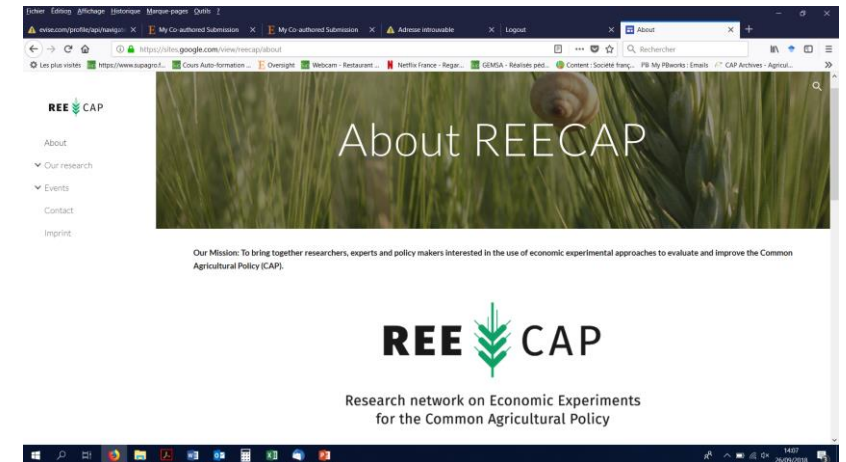 Fichier Édition Affichage Historique Marque-pages Outils ?
evise.com/profile/api/navigato
My Co-authored Submission
My Co-authored Submission
Adresse introuvable
Logout
About
https://sites.google.com/view/reecap/about
Rechercher
Les plus visités
https://www.supagro.f...
Cours Auto-formation ...
Oversight
Webcam - Restaurant ...
Netflix France - Regar...
GEMSA - Réalisés péd...
Content : Société franç...
PB My PBworks : Emails
CAP Archives - Agricul...
REE CAP
About
Our research
Events
Contact
Imprint
About REECAP
Our Mission: To bring together researchers, experts and policy makers interested in the use of economic experimental approaches to evaluate and improve the Common
Agricultural Policy (CAP).
REE CAP
Research network on Economic Experiments
for the Common Agricultural Policy
14:07
26/09/2018